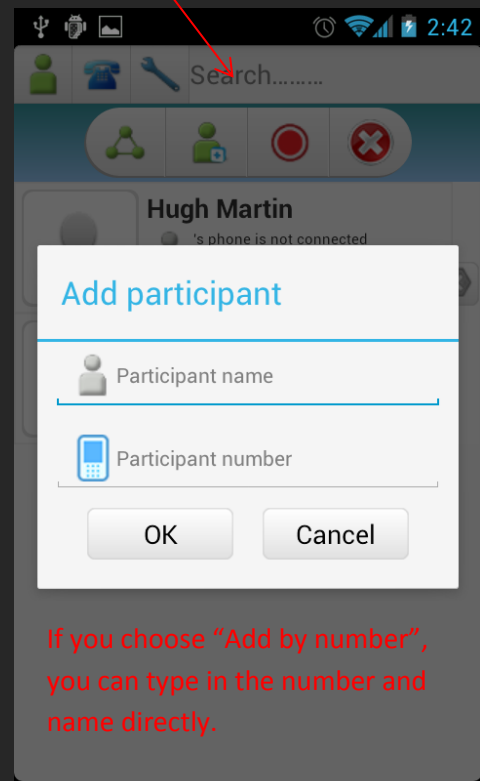 2:42
Search.........
Hugh Martin
's phone is not connected
Add participant
Participant name
Participant number
OK
Cancel
If you choose “Add by number”,
you can type in the number and
name directly.